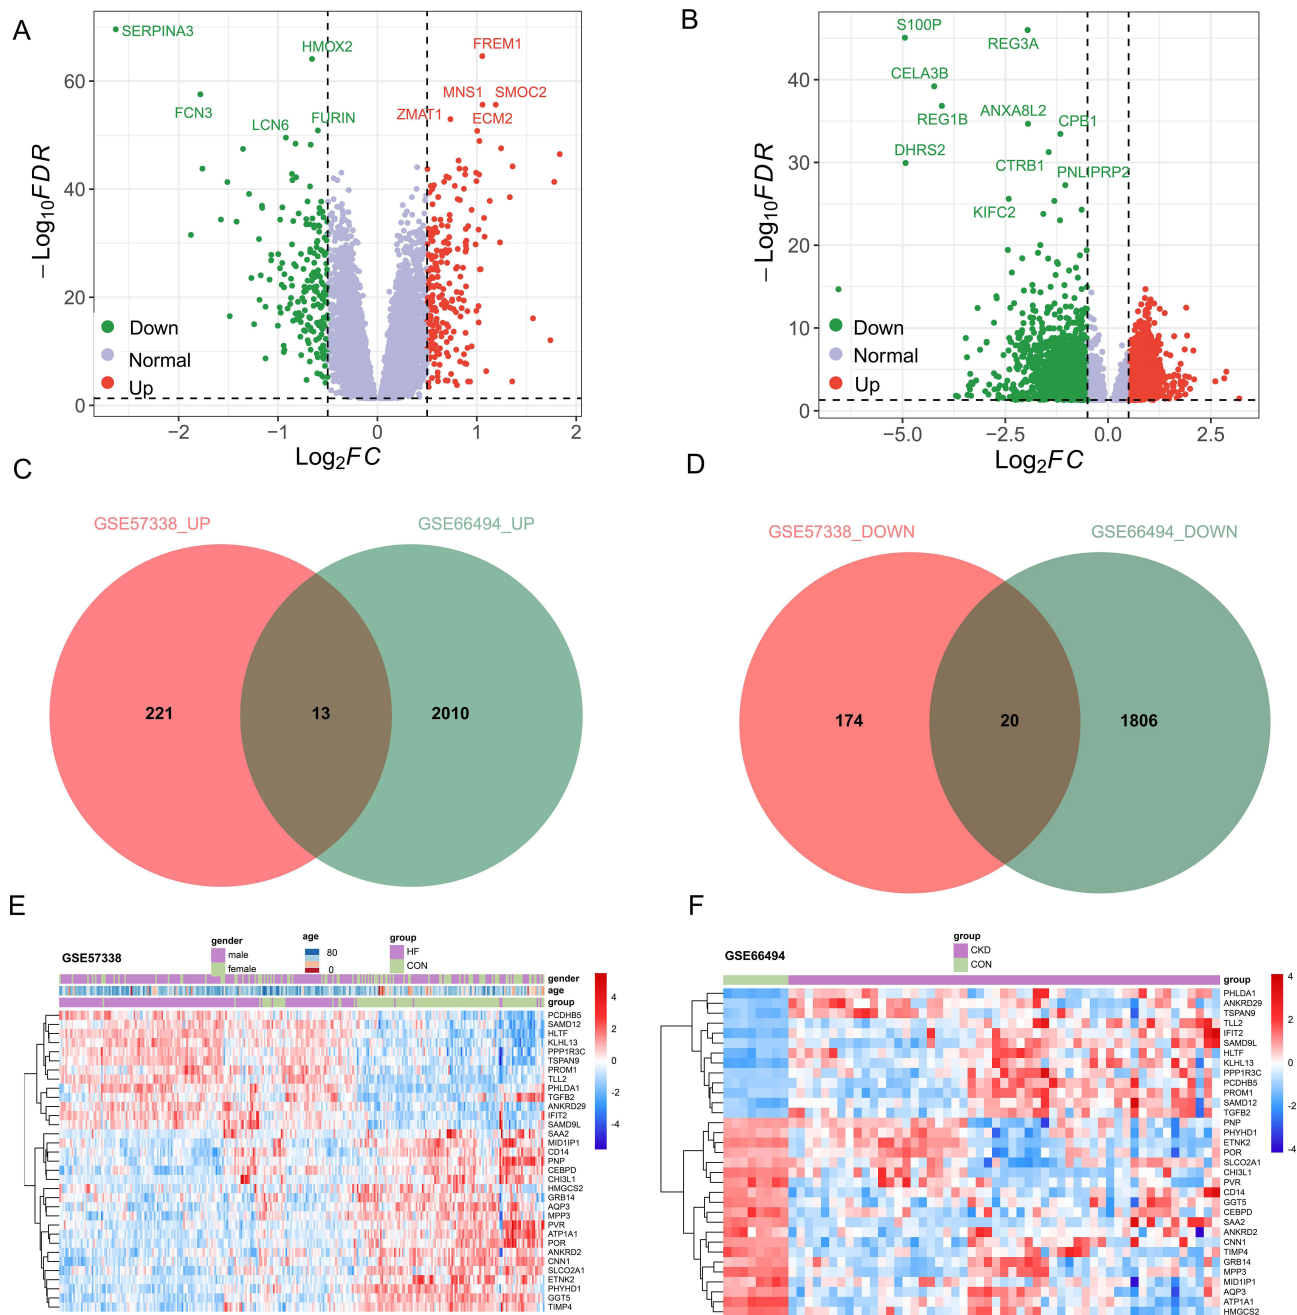 A
SERPINA3
HMOX2
FREM1
FCN3
MNS1
SMOC2
LCN6
FURIN
ZMAT1
ECM2
60
40
20
0
−Log10FDR
Down
Normal
Up
−2
−1
0
1
2
Log2FC
B
S100P
REG3A
CELA3B
REG1B
ANXA8L2
CPB1
DHRS2
CTRB1
PNLIPRP2
KIFC2
40
30
20
10
0
−Log10FDR
Down
Normal
Up
−5.0
−2.5
0.0
2.5
Log2FC
C
GSE57338_UP
GSE66494_UP
221
13
2010
D
GSE57338_DOWN
GSE66494_DOWN
174
20
1806
E
GSE57338
gender
male
female
age
80
0
group
HF
CON
gender
age
group
PCDHB5
SAMD12
HLTF
KLHL13
PPP1R3C
TSPAN9
PROM1
TLL2
PHLDA1
TGFB2
ANKRD29
IFIT2
SAMD9L
SAA2
MID1IP1
CD14
PNP
CEBPD
CHI3L1
HMGCS2
GRB14
AQP3
MPP3
PVR
ATP1A1
POR
ANKRD2
CNN1
SLCO2A1
ETNK2
PHYHD1
GGT5
TIMP4
4
2
0
-2
-4
F
GSE66494
group
CKD
CON
group
PHLDA1
ANKRD29
TSPAN9
TLL2
IFIT2
SAMD9L
HLTF
KLHL13
PPP1R3C
PCDHB5
PROM1
SAMD12
TGFB2
PNP
PHYHD1
ETNK2
POR
SLCO2A1
CHI3L1
PVR
CD14
GGT5
CEBPD
SAA2
ANKRD2
CNN1
TIMP4
GRB14
MPP3
MID1IP1
AQP3
ATP1A1
HMGCS2
4
2
0
-2
-4